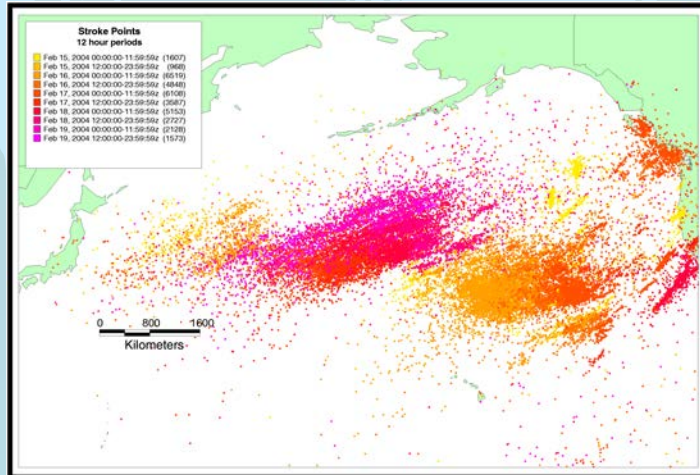 Stroke Points
12 hour periods
Feb 15, 2004 00:00:00-11:59:59z (1607)
Feb 15, 2004 12:00:00-23:59:59z (968)
Feb 16, 2004 00:00:00-11:59:59z (6519)
Feb 16, 2004 12:00:00-23:59:59z (4848)
Feb 17, 2004 00:00:00-11:59:59z (6108)
Feb 17, 2004 12:00:00-23:59:59z (3587)
Feb 18, 2004 00:00:00-11:59:59z (5153)
Feb 18, 2004 12:00:00-23:59:59z (2727)
Feb 19, 2004 00:00:00-11:59:59z (2128)
Feb 19, 2004 12:00:00-23:59:59z (1573)
0 800 1600
Kilometers